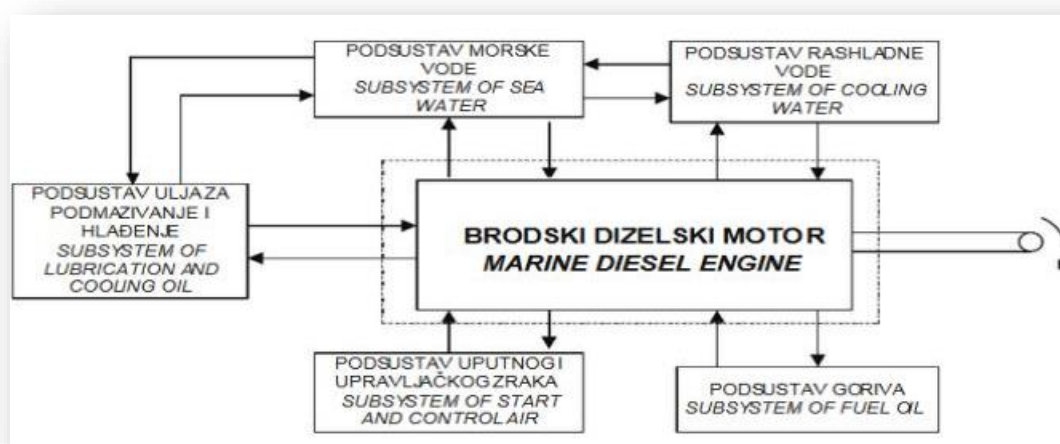 PODSUSTAV MORSKE
VODE
SUBSYSTEM OF SEA
WATER
PODSUSTAV RASHLADNE
VODE
SUBSYSTEM OF COOLING
WATER
PODSUSTAV ULJAZA
PODMAZIVANJE I
HLAĐENJE
SUBSYSTEM OF
LUBRICATION AND
COOLING OIL
BRODSKI DIZELSKI MOTOR
MARINE DIESEL ENGINE
PODSUSTAV UPUTNOG I
UPRAVLJAČKOG ZRAKA
SUBSYSTEM OF START
AND CONTROL AIR
PODSUSTAV GORIVA
SUBSYSTEM OF FUEL OIL